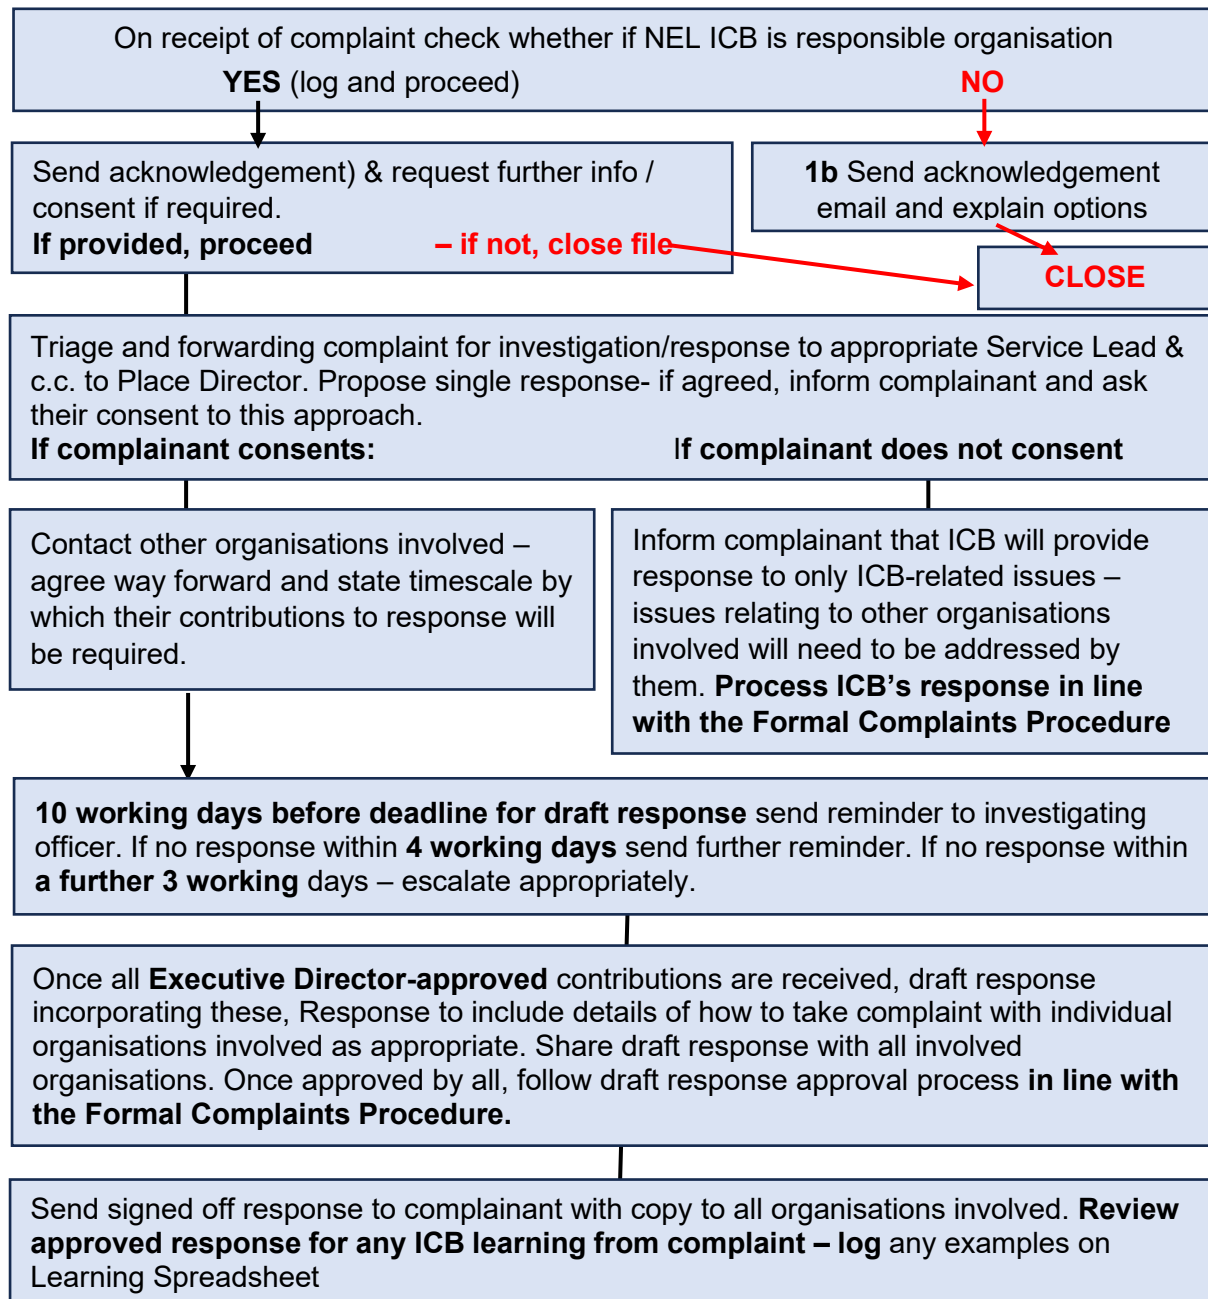 On receipt of complaint check whether if NEL ICB is responsible organisation
YES (log and proceed) NO
Send acknowledgement) & request further info /
consent if required.
If provided, proceed – if not, close file
1b Send acknowledgement
email and explain options
CLOSE
Triage and forwarding complaint for investigation/response to appropriate Service Lead &
c.c. to Place Director. Propose single response- if agreed, inform complainant and ask
their consent to this approach.
If complainant consents: If complainant does not consent
Contact other organisations involved –
agree way forward and state timescale by
which their contributions to response will
be required.
Inform complainant that ICB will provide
response to only ICB-related issues –
issues relating to other organisations
involved will need to be addressed by
them. Process ICB’s response in line
with the Formal Complaints Procedure
10 working days before deadline for draft response send reminder to investigating
officer. If no response within 4 working days send further reminder. If no response within
a further 3 working days – escalate appropriately.
Once all Executive Director-approved contributions are received, draft response
incorporating these, Response to include details of how to take complaint with individual
organisations involved as appropriate. Share draft response with all involved
organisations. Once approved by all, follow draft response approval process in line with
the Formal Complaints Procedure.
Send signed off response to complainant with copy to all organisations involved. Review
approved response for any ICB learning from complaint – log any examples on
Learning Spreadsheet